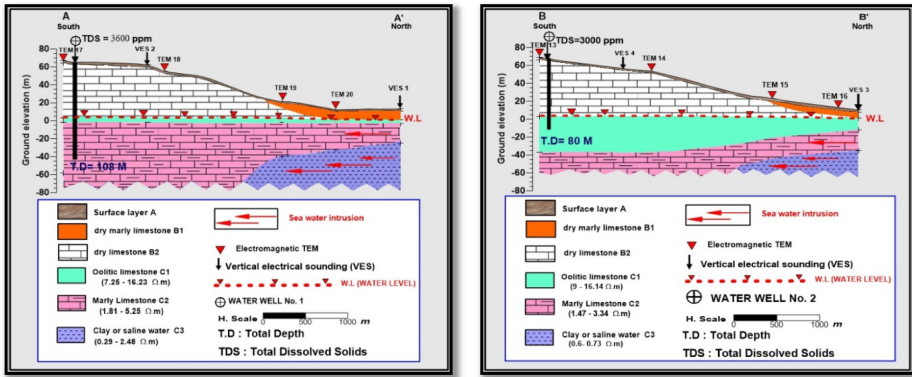 A
South
A'
North
TDS = 3600 ppm
TEM 17
VES 2
TEM 18
TEM 19
TEM 20
VES 1
Ground elevation (m)
80
60
40
20
0
-20
-40
-60
-80
W.L
T.D= 108 M
Surface layer A
dry marly limestone B1
dry limestone B2
Oolitic limestone C1
(7.25 - 16.23 Ω.m)
Marly Limestone C2
(1.81 - 5.25 Ω.m)
Clay or saline water C3
(0.29 - 2.48 Ω.m)
Sea water intrusion
Electromagnetic TEM
Vertical electrical sounding (VES)
W.L (WATER LEVEL)
WATER WELL No. 1
H. Scale
0 500 1000 m
T.D : Total Depth
TDS : Total Dissolved Solids
B
South
B'
North
TDS=3000 ppm
TEM 13
VES 4
TEM 14
TEM 15
TEM 16
VES 3
Ground elevation (m)
80
60
40
20
0
-20
-40
-60
-80
W.L
T.D= 80 M
Surface layer A
dry marly limestone B1
dry limestone B2
Oolitic limestone C1
(9 - 16.14 Ω.m)
Marly Limestone C2
(1.47 - 3.34 Ω.m)
Clay or saline water C3
(0.6- 0.73 Ω.m)
Sea water intrusion
Electromagnetic TEM
Vertical electrical sounding (VES)
W.L (WATER LEVEL)
WATER WELL No. 2
H. Scale
0 500 1000 m
T.D : Total Depth
TDS : Total Dissolved Solids